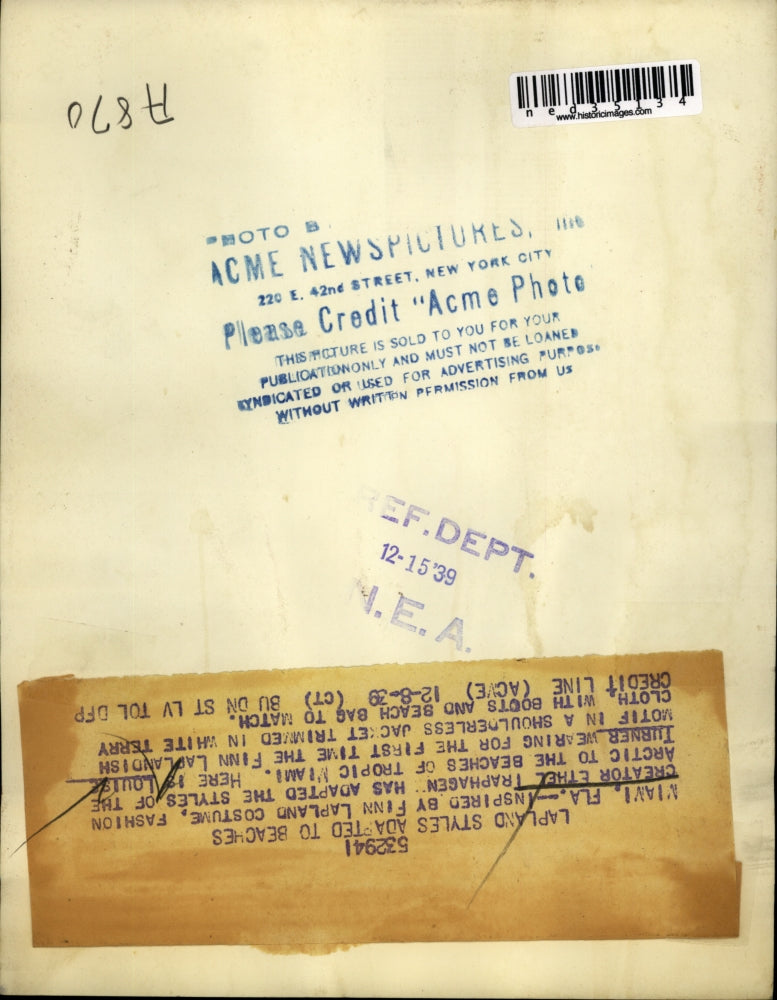 A870
ned35134
www.historicimages.com
PHOTO B
ACME NEWSPICTURES, Inc
220 E. 42nd STREET, NEW YORK CITY
Please Credit "Acme Photo
THIS PICTURE IS SOLD TO YOU FOR YOUR
PUBLICATION ONLY AND MUST NOT BE LOANED
SYNDICATED OR USED FOR ADVERTISING PURPOSE
WITHOUT WRITTEN PERMISSION FROM US
REF. DEPT.
12-15'39
N.E.A.
532941
LAPLAND STYLES ADAPTED TO BEACHES
MIAMI, FLA.--INSPIRED BY FINN LAPLAND COSTUME, FASHION
CREATOR ETHEL TRAPHAGEN HAS ADAPTED THE STYLES OF THE
ARCTIC TO THE BEACHES OF TROPIC MIAMI. HERE IS LOUISE
TURNER WEARING FOR THE FIRST TIME THE FINN LAPLANDISH
MOTIF IN A SHOULDERLESS JACKET TRIMMED IN WHITE TERRY
CLOTH, WITH BOOTS AND BEACH BAG TO MATCH.
CREDIT LINE (ACME) 12-8-39 (CT) BU DN ST LV TOL DFP